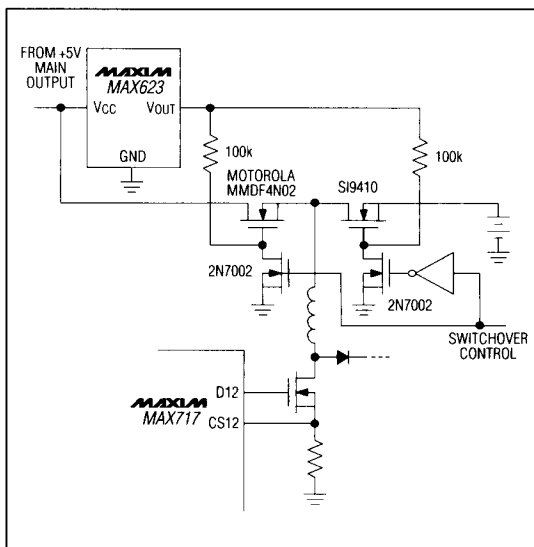 FROM +5V
MAIN
OUTPUT
MAXIM
MAX623
VCC
VOUT
GND
100k
100k
MOTOROLA
MMDF4N02
SI9410
2N7002
2N7002
SWITCHOVER
CONTROL
D12
MAXIM
MAX717
CS12